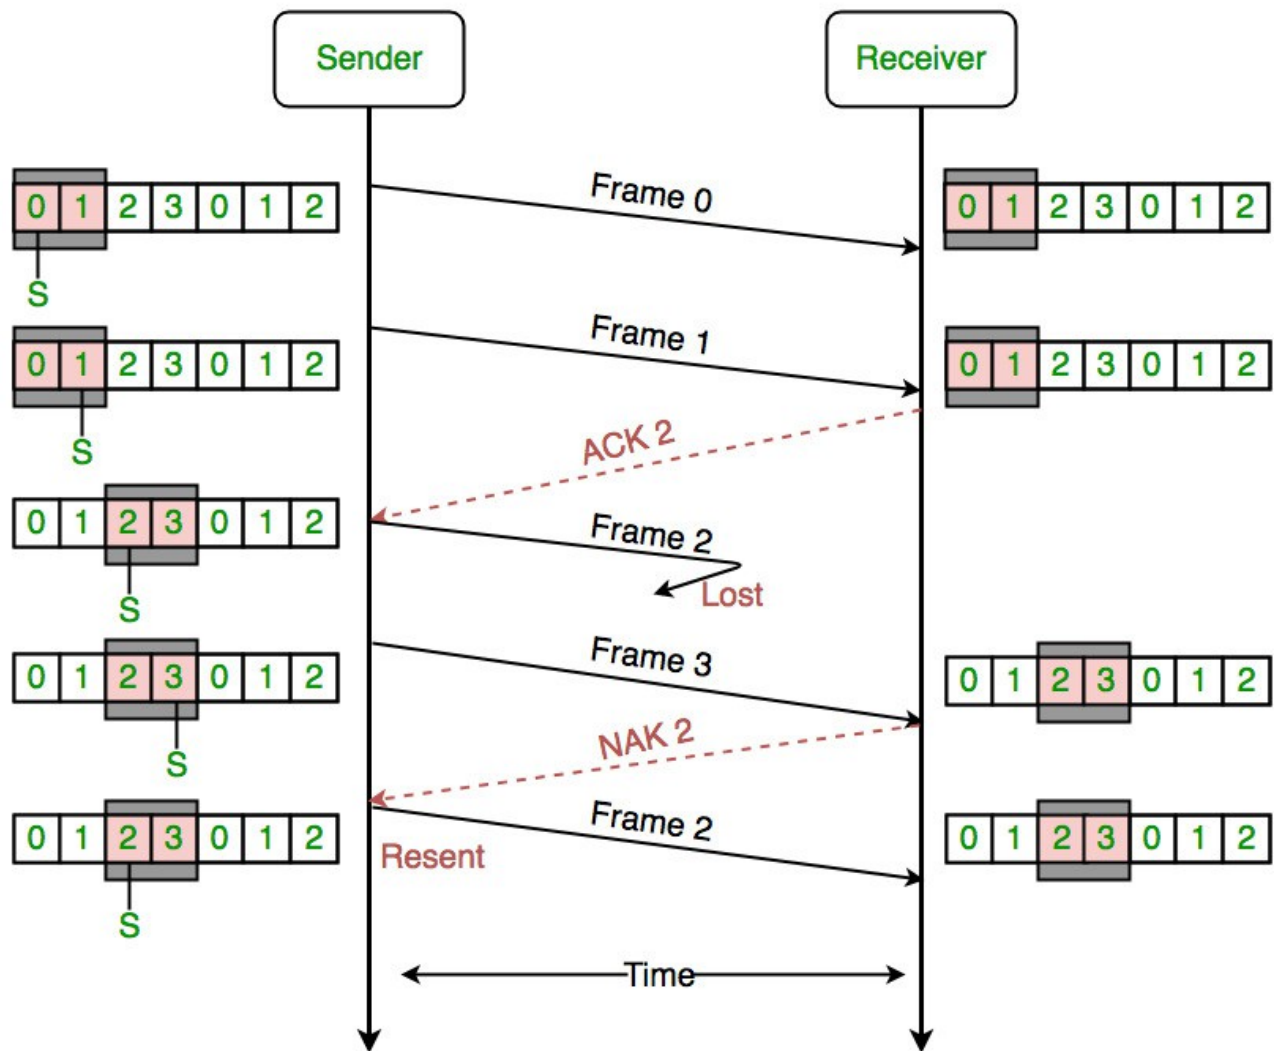 Sender
Receiver
0 1 2 3 0 1 2
Frame 0
0 1 2 3 0 1 2
S
0 1 2 3 0 1 2
Frame 1
0 1 2 3 0 1 2
S
ACK 2
0 1 2 3 0 1 2
Frame 2
Lost
S
0 1 2 3 0 1 2
Frame 3
0 1 2 3 0 1 2
S
NAK 2
0 1 2 3 0 1 2
Frame 2
0 1 2 3 0 1 2
Resent
S
Time